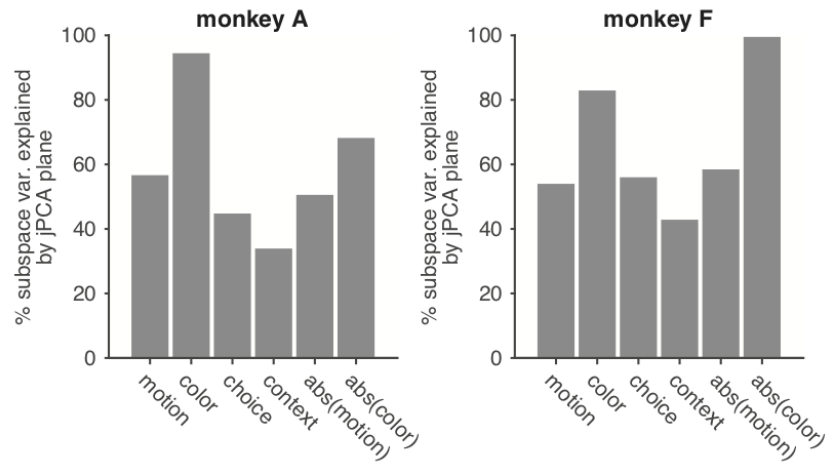 monkey A
% subspace var. explained
by jPCA plane
100
80
60
40
20
0
motion
color
choice
context
abs(motion)
abs(color)
monkey F
% subspace var. explained
by jPCA plane
100
80
60
40
20
0
motion
color
choice
context
abs(motion)
abs(color)